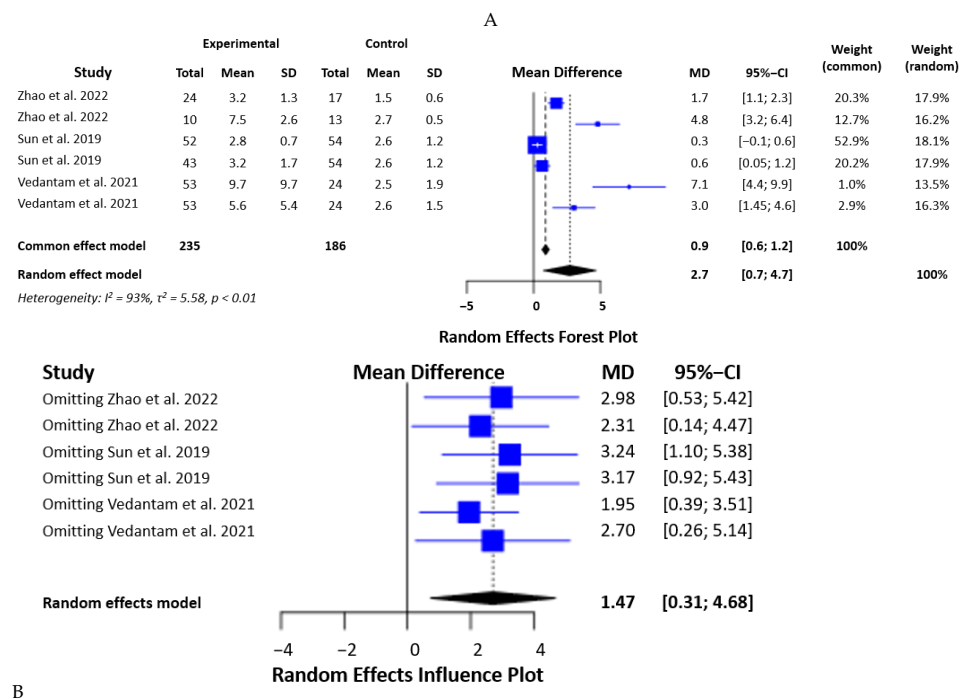 A
Experimental Control Weight (common) Weight (random)
Study Total Mean SD Total Mean SD Mean Difference MD 95%−CI
Zhao et al. 2022 24 3.2 1.3 17 1.5 0.6 1.7 [1.1; 2.3] 20.3% 17.9%
Zhao et al. 2022 10 7.5 2.6 13 2.7 0.5 4.8 [3.2; 6.4] 12.7% 16.2%
Sun et al. 2019 52 2.8 0.7 54 2.6 1.2 0.3 [−0.1; 0.6] 52.9% 18.1%
Sun et al. 2019 43 3.2 1.7 54 2.6 1.2 0.6 [0.05; 1.2] 20.2% 17.9%
Vedantam et al. 2021 53 9.7 9.7 24 2.5 1.9 7.1 [4.4; 9.9] 1.0% 13.5%
Vedantam et al. 2021 53 5.6 5.4 24 2.6 1.5 3.0 [1.45; 4.6] 2.9% 16.3%
Common effect model 235 186 0.9 [0.6; 1.2] 100%
Random effect model 2.7 [0.7; 4.7] 100%
Heterogeneity: I² = 93%, τ² = 5.58, p < 0.01
−5 0 5
Random Effects Forest Plot
Study Mean Difference MD 95%−CI
Omitting Zhao et al. 2022 2.98 [0.53; 5.42]
Omitting Zhao et al. 2022 2.31 [0.14; 4.47]
Omitting Sun et al. 2019 3.24 [1.10; 5.38]
Omitting Sun et al. 2019 3.17 [0.92; 5.43]
Omitting Vedantam et al. 2021 1.95 [0.39; 3.51]
Omitting Vedantam et al. 2021 2.70 [0.26; 5.14]
Random effects model 1.47 [0.31; 4.68]
−4 −2 0 2 4
Random Effects Influence Plot
B